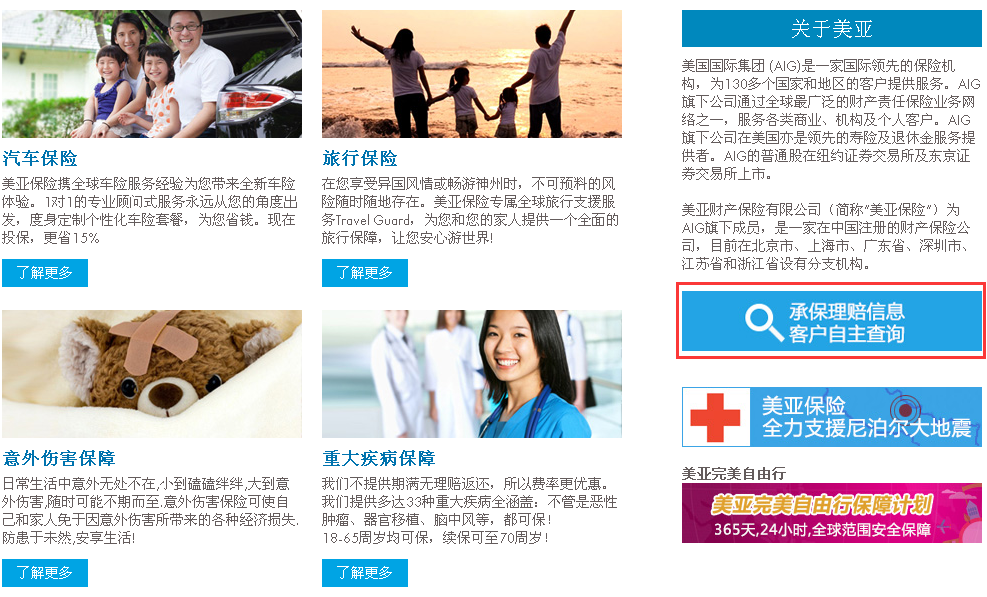 汽车保险
美亚保险携全球车险服务经验为您带来全新车险
体验。1对1的专业顾问式服务永远从您的角度出
发，度身定制个性化车险套餐，为您省钱。现在
投保，更省15%
了解更多
旅行保险
在您享受异国风情或畅游神州时，不可预料的风
险随时随地存在。美亚保险专属全球旅行支援服
务Travel Guard，为您和您的家人提供一个全面的
旅行保障，让您安心游世界!
了解更多
意外伤害保障
日常生活中意外无处不在,小到磕磕绊绊,大到意
外伤害,随时可能不期而至.意外伤害保险可使自
己和家人免于因意外伤害所带来的各种经济损失.
防患于未然,安享生活!
了解更多
重大疾病保障
我们不提供期满无理赔返还，所以费率更优惠。
我们提供多达33种重大疾病全涵盖：不管是恶性
肿瘤、器官移植、脑中风等，都可保！
18-65周岁均可保，续保可至70周岁！
了解更多
关于美亚
美国国际集团 (AIG)是一家国际领先的保险机
构，为130多个国家和地区的客户提供服务。AIG
旗下公司通过全球最广泛的财产责任保险业务网
络之一，服务各类商业、机构及个人客户。AIG
旗下公司在美国亦是领先的寿险及退休金服务提
供者。AIG的普通股在纽约证券交易所及东京证
券交易所上市。
美亚财产保险有限公司（简称“美亚保险”）为
AIG旗下成员，是一家在中国注册的财产保险公
司，目前在北京市、上海市、广东省、深圳市、
江苏省和浙江省设有分支机构。
承保理赔信息
客户自主查询
美亚保险
全力支援尼泊尔大地震
美亚完美自由行
美亚完美自由行保障计划
365天,24小时,全球范围安全保障